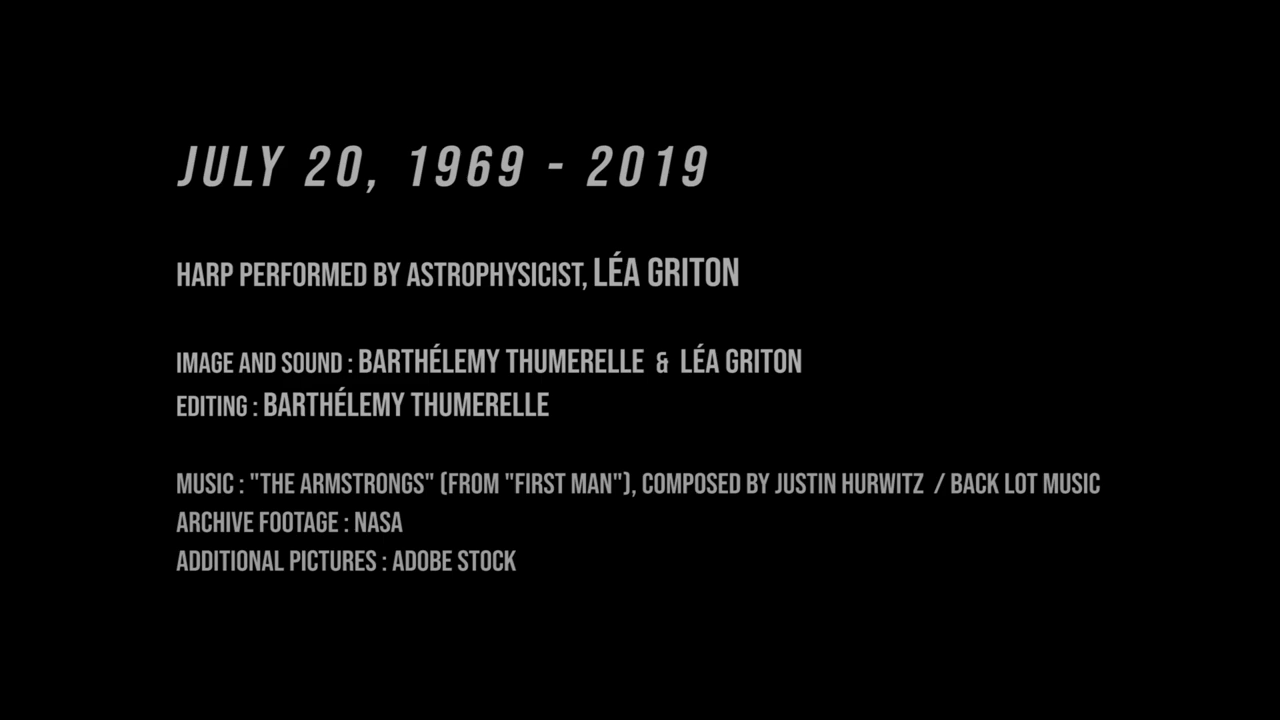 JULY 20, 1969 - 2019
HARP PERFORMED BY ASTROPHYSICIST, LÉA GRITON
IMAGE AND SOUND : BARTHÉLEMY THUMERELLE & LÉA GRITON
EDITING : BARTHÉLEMY THUMERELLE
MUSIC : "THE ARMSTRONGS" (FROM "FIRST MAN"), COMPOSED BY JUSTIN HURWITZ / BACK LOT MUSIC
ARCHIVE FOOTAGE : NASA
ADDITIONAL PICTURES : ADOBE STOCK